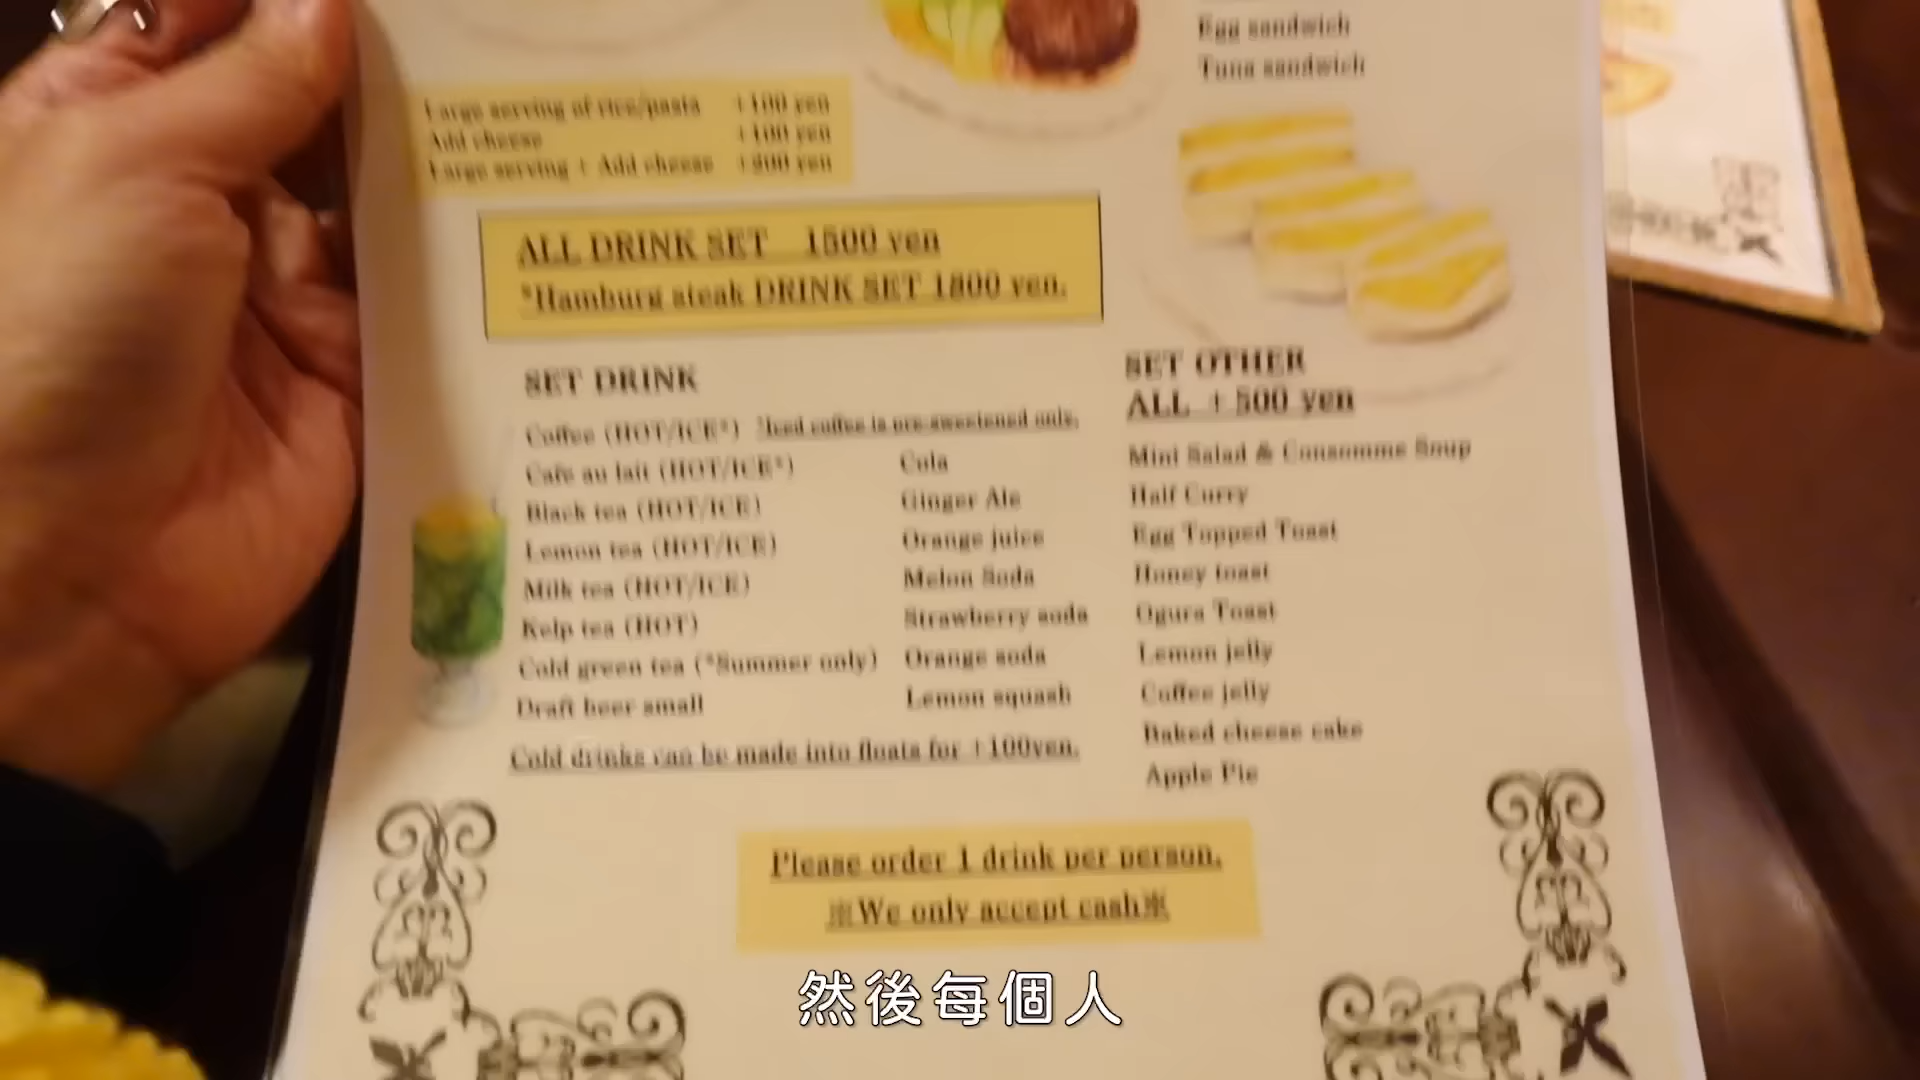 Egg sandwich
Tuna sandwich
Large serving of rice/pasta +100 yen
Add cheese +100 yen
Large serving + Add cheese +200 yen
ALL DRINK SET 1500 yen
*Hamburg steak DRINK SET 1800 yen.
SET DRINK
Coffee (HOT/ICE*) *Iced coffee is pre-sweetened only.
Cafe au lait (HOT/ICE*)
Black tea (HOT/ICE)
Lemon tea (HOT/ICE)
Milk tea (HOT/ICE)
Kelp tea (HOT)
Cold green tea (*Summer only)
Draft beer small
Cola
Ginger Ale
Orange juice
Melon Soda
Strawberry soda
Orange soda
Lemon squash
Cold drinks can be made into floats for +100yen.
SET OTHER
ALL +500 yen
Mini Salad & Consomme Soup
Half Curry
Egg Topped Toast
Honey toast
Ogura Toast
Lemon jelly
Coffee jelly
Baked cheese cake
Apple Pie
Please order 1 drink per person.
※We only accept cash※
然後每個人